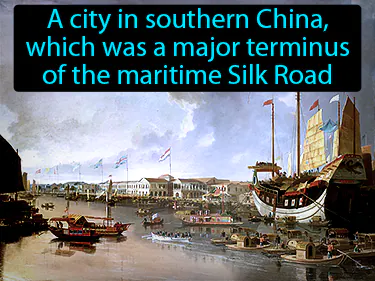 A city in southern China,
which was a major terminus
of the maritime Silk Road